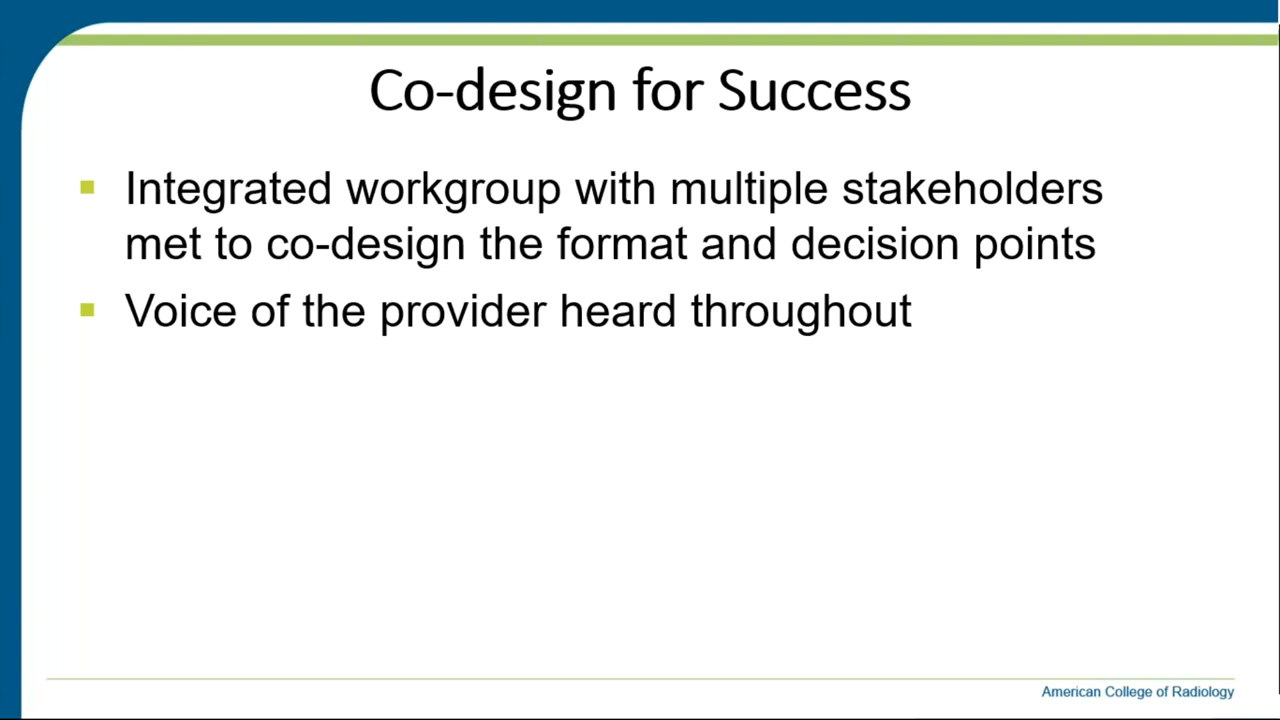 Co-design for Success
Integrated workgroup with multiple stakeholders
met to co-design the format and decision points
Voice of the provider heard throughout
American College of Radiology